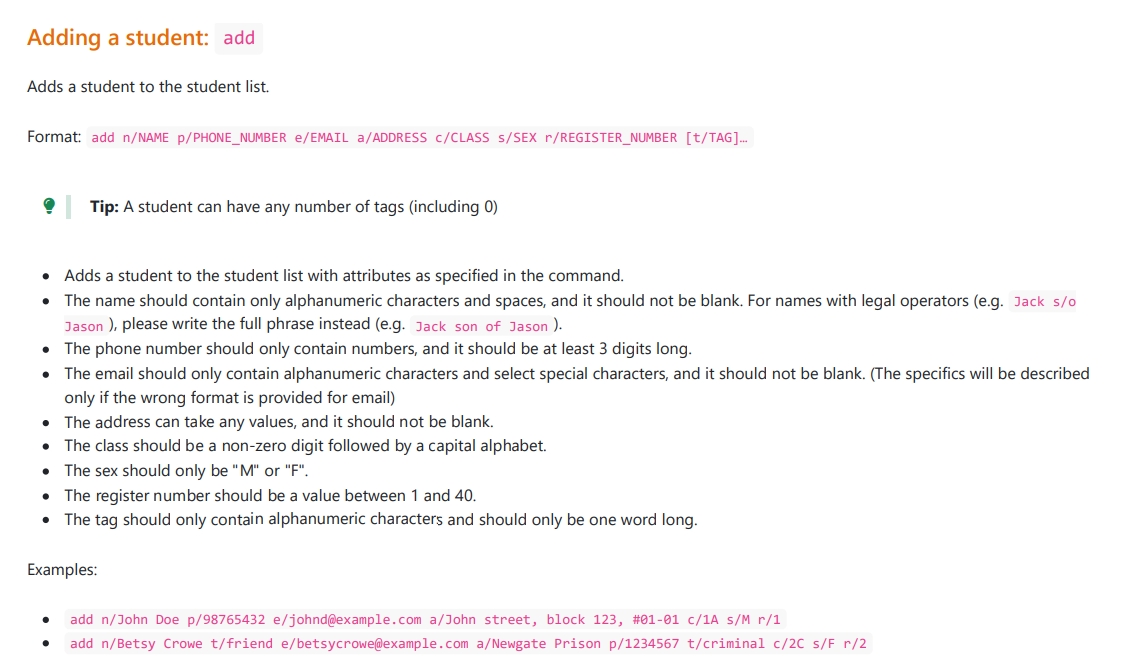 Adding a student: add
Adds a student to the student list.
Format: add n/NAME p/PHONE_NUMBER e/EMAIL a/ADDRESS c/CLASS s/SEX r/REGISTER_NUMBER [t/TAG]…
Tip: A student can have any number of tags (including 0)
Adds a student to the student list with attributes as specified in the command.
The name should contain only alphanumeric characters and spaces, and it should not be blank. For names with legal operators (e.g. Jack s/o
Jason ), please write the full phrase instead (e.g. Jack son of Jason ).
The phone number should only contain numbers, and it should be at least 3 digits long.
The email should only contain alphanumeric characters and select special characters, and it should not be blank. (The specifics will be described
only if the wrong format is provided for email)
The address can take any values, and it should not be blank.
The class should be a non-zero digit followed by a capital alphabet.
The sex should only be "M" or "F".
The register number should be a value between 1 and 40.
The tag should only contain alphanumeric characters and should only be one word long.
Examples:
add n/John Doe p/98765432 e/johnd@example.com a/John street, block 123, #01-01 c/1A s/M r/1
add n/Betsy Crowe t/friend e/betsycrowe@example.com a/Newgate Prison p/1234567 t/criminal c/2C s/F r/2